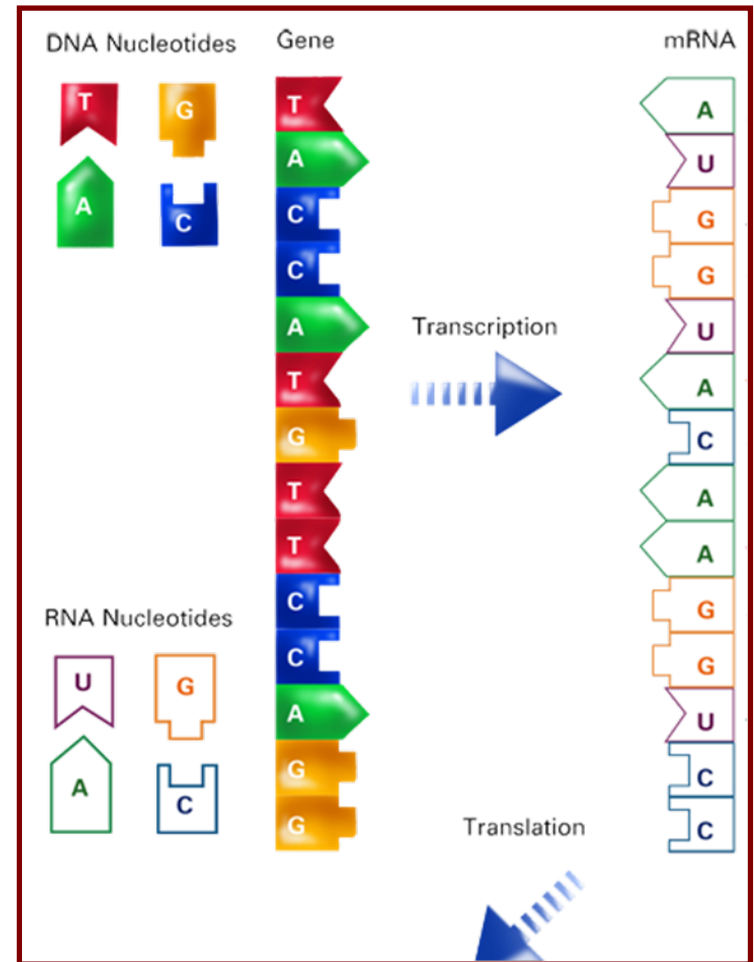 DNA Nucleotides Gene mRNA
T G T A
A U
A C C G
C G
A U
Transcription
T A
G C
T A
T A
C G
RNA Nucleotides
C G
U G A U
A C G C
Translation
G C